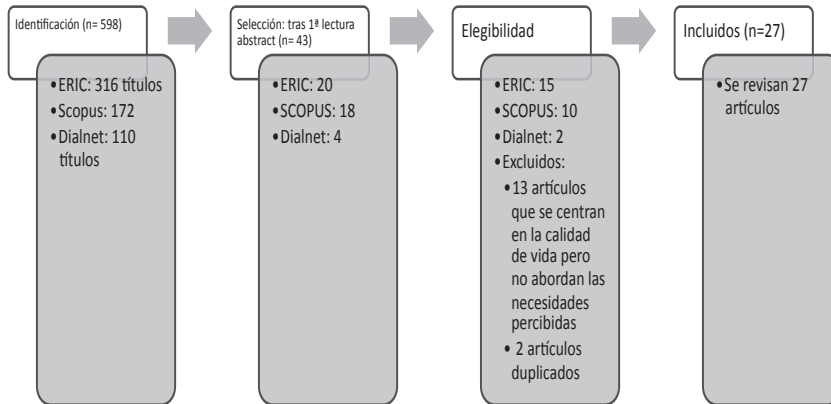 Identificación (n= 598)
• ERIC: 316 títulos
• Scopus: 172
• Dialnet: 110
títulos
Selección: tras 1ª lectura
abstract (n= 43)
• ERIC: 20
• SCOPUS: 18
• Dialnet: 4
Elegibilidad
• ERIC: 15
• SCOPUS: 10
• Dialnet: 2
• Excluidos:
• 13 artículos
que se centran
en la calidad
de vida pero
no abordan las
necesidades
percibidas
• 2 artículos
duplicados
Incluidos (n=27)
• Se revisan 27
artículos